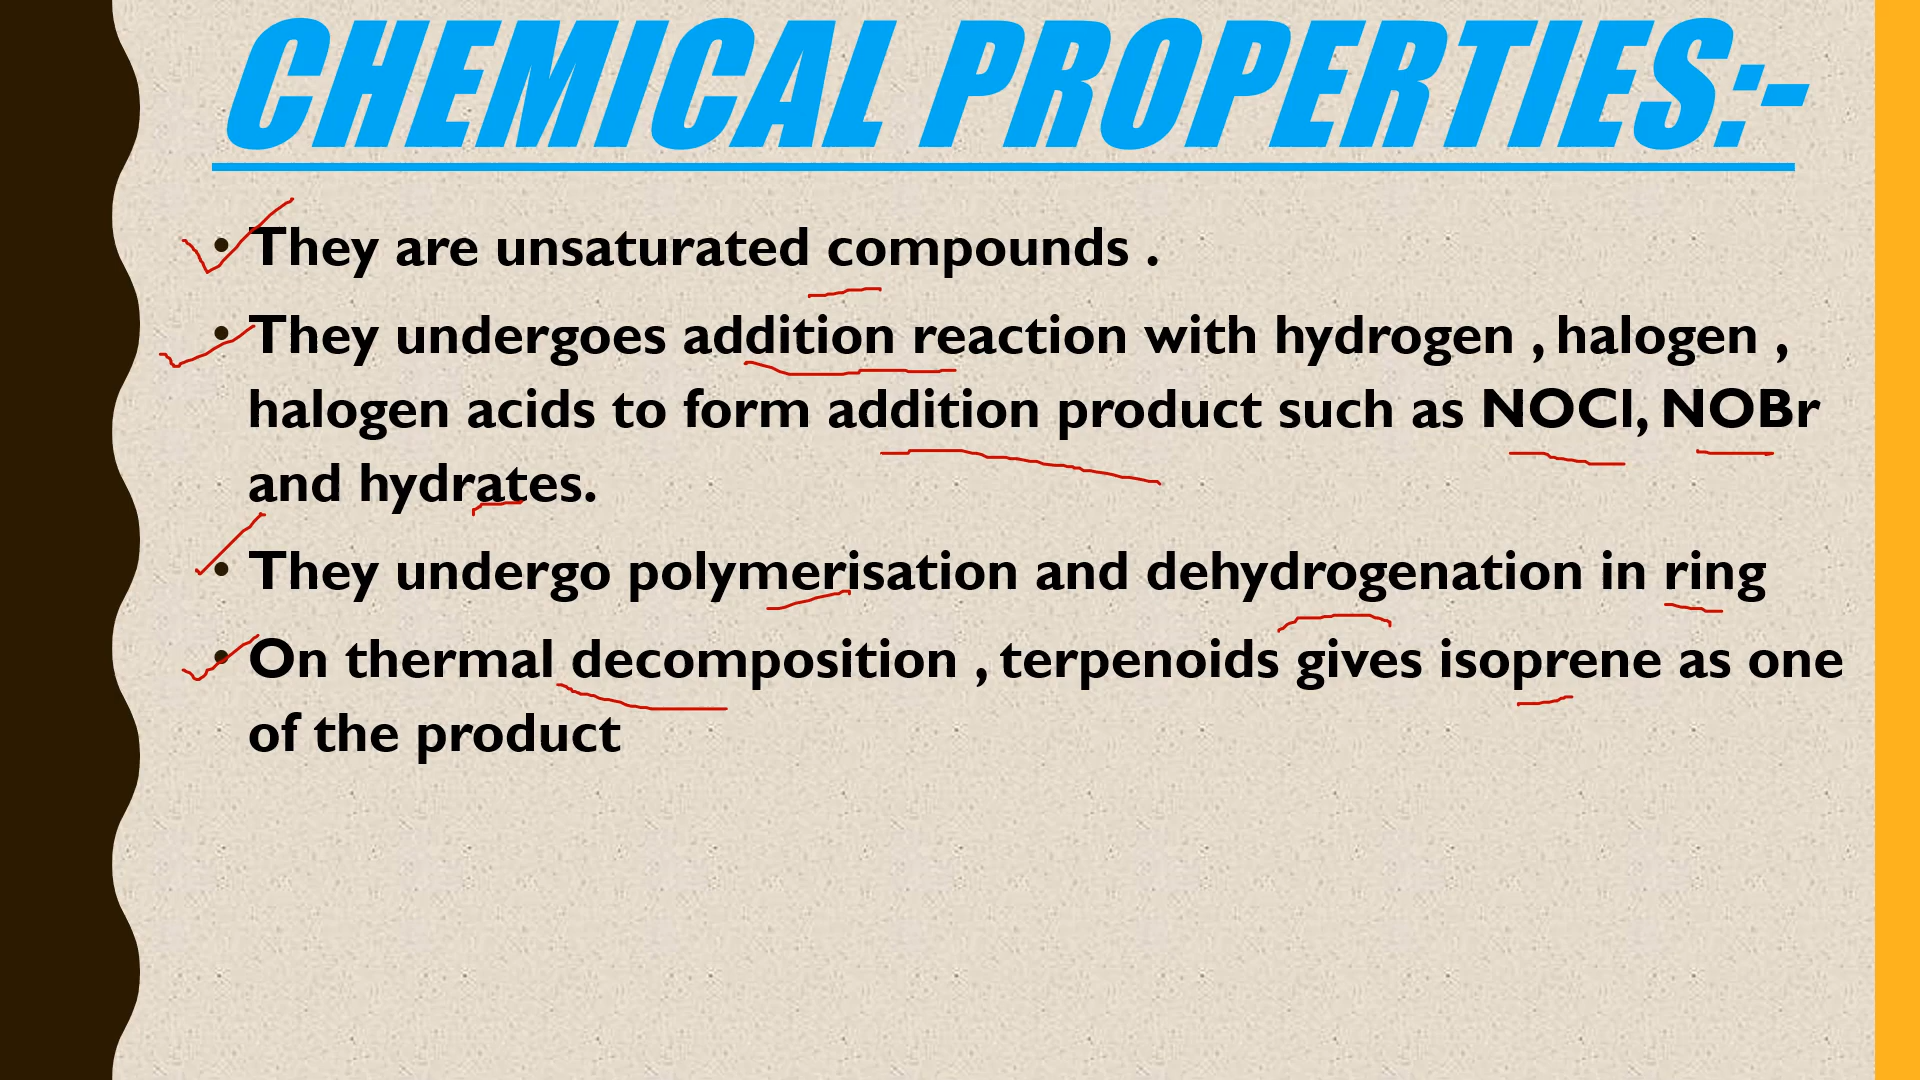 CHEMICAL PROPERTIES:-
• They are unsaturated compounds .
• They undergoes addition reaction with hydrogen , halogen ,
halogen acids to form addition product such as NOCl, NOBr
and hydrates.
• They undergo polymerisation and dehydrogenation in ring
• On thermal decomposition , terpenoids gives isoprene as one
of the product